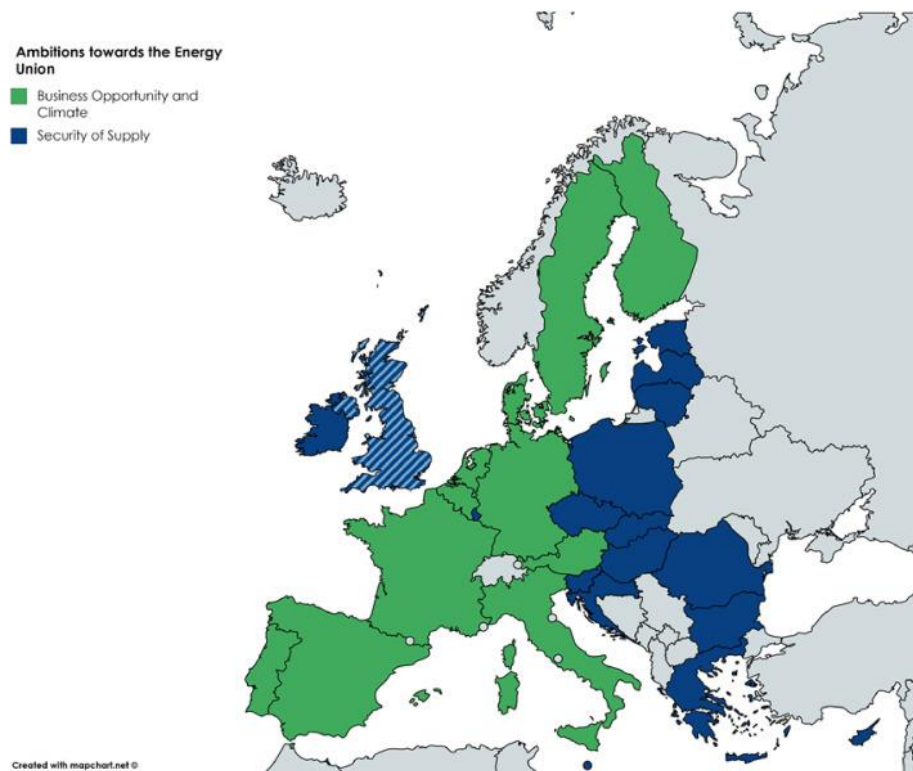 Ambitions towards the Energy
Union
Business Opportunity and
Climate
Security of Supply
Created with mapchart.net ©